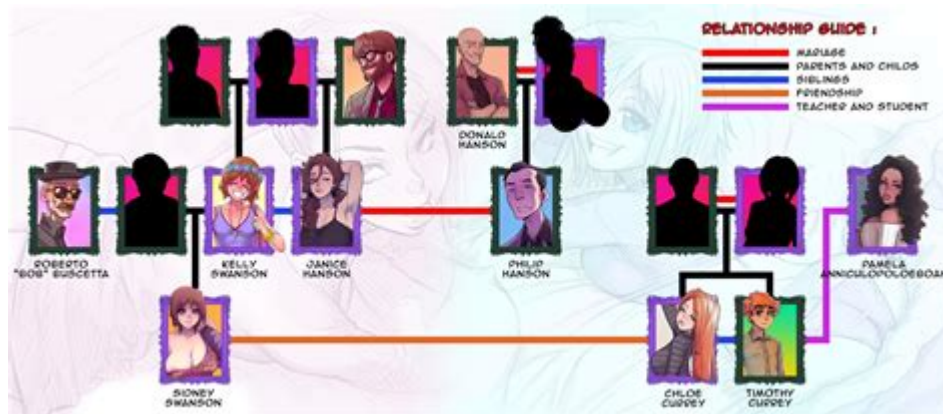 RELATIONSHIP GUIDE :
MARIAGE
PARENTS AND CHILDS
SIBLINGS
FRIENDSHIP
TEACHER AND STUDENT
DONALD
HANSON
ROBERTO
"BOB" BUSCETTA
KELLY
SWANSON
JANICE
HANSON
PHILIP
HANSON
PAMELA
ANNICULOPOLOEBOAM
SIDNEY
SWANSON
CHLOE
CURREY
TIMOTHY
CURREY